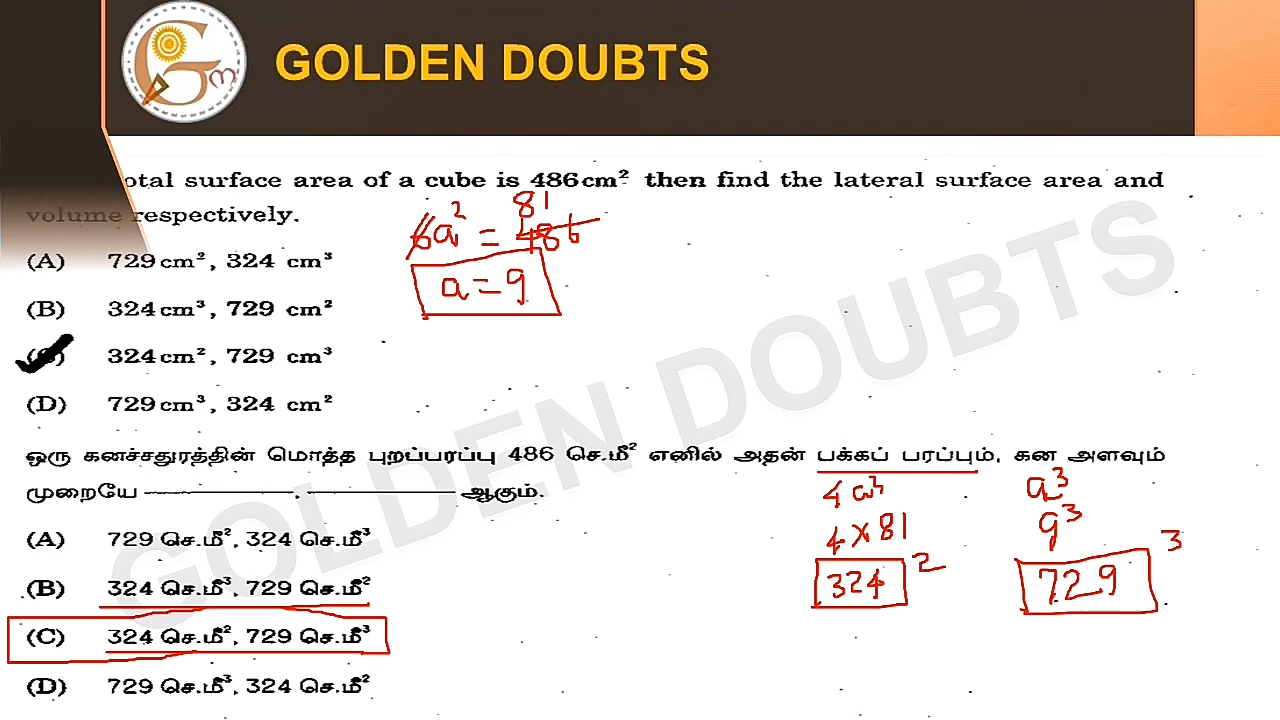 GOLDEN DOUBTS
otal surface area of a cube is 486 cm² then find the lateral surface area and
volume respectively.
(A) 729 cm², 324 cm³
(B) 324 cm³, 729 cm²
(C) 324 cm², 729 cm³
(D) 729 cm³, 324 cm²
81
6a² = 486
a = 9
ஒரு கனச்சதுரத்தின் மொத்த புறப்பரப்பு 486 செ.மீ² எனில் அதன் பக்கப் பரப்பும், கன அளவும்
முறையே ————, ———— ஆகும்.
(A) 729 செ.மீ², 324 செ.மீ³
(B) 324 செ.மீ³, 729 செ.மீ²
(C) 324 செ.மீ², 729 செ.மீ³
(D) 729 செ.மீ³, 324 செ.மீ²
4 × 81
324 2
a³
9³
729 3
GOLDEN DOUBTS